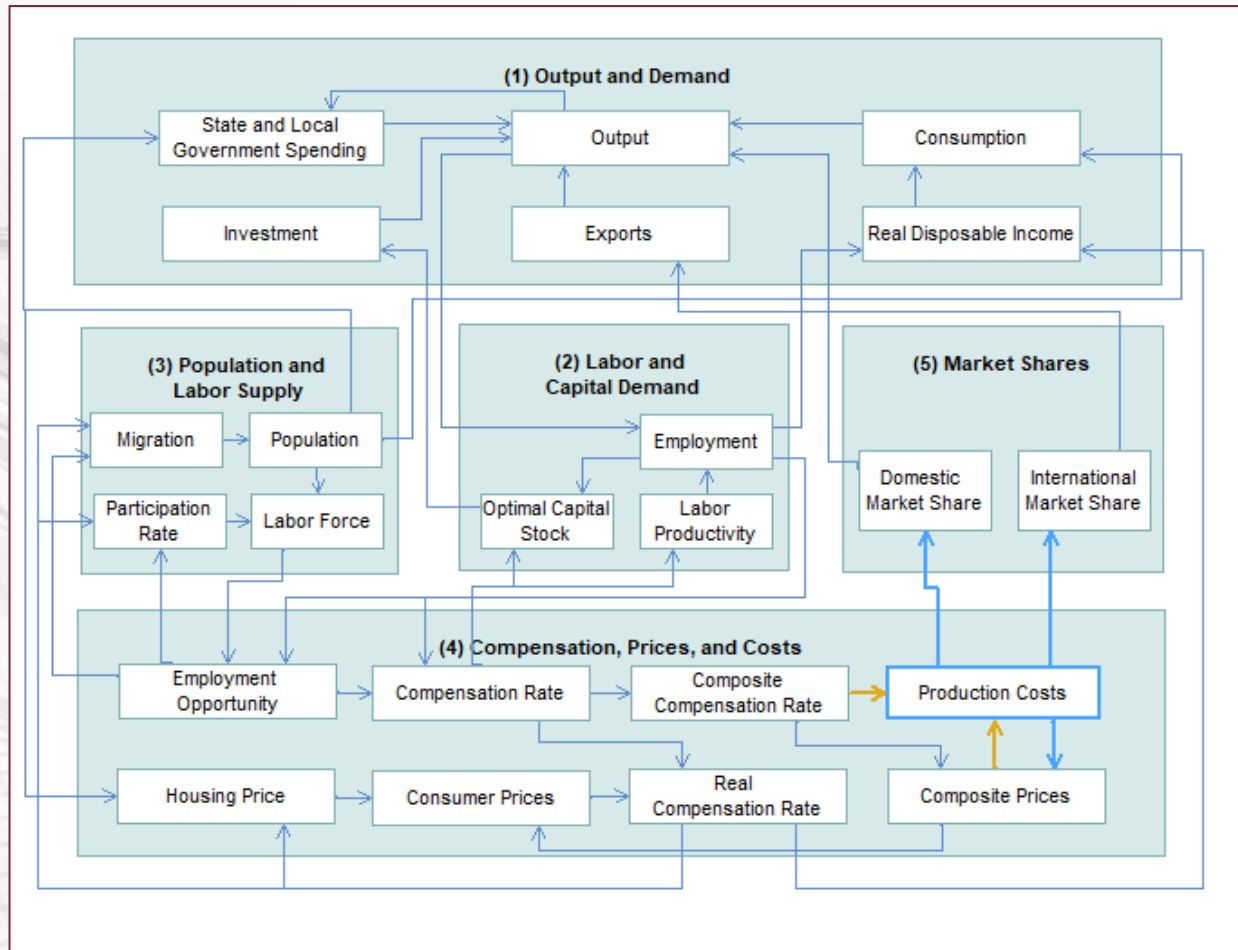 (1) Output and Demand
State and Local
Government Spending
Output
Consumption
Investment
Exports
Real Disposable Income
(3) Population and
Labor Supply
Migration
Population
Participation
Rate
Labor Force
(2) Labor and
Capital Demand
Employment
Optimal Capital
Stock
Labor
Productivity
(5) Market Shares
Domestic
Market Share
International
Market Share
(4) Compensation, Prices, and Costs
Employment
Opportunity
Compensation Rate
Composite
Compensation Rate
Production Costs
Housing Price
Consumer Prices
Real
Compensation Rate
Composite Prices